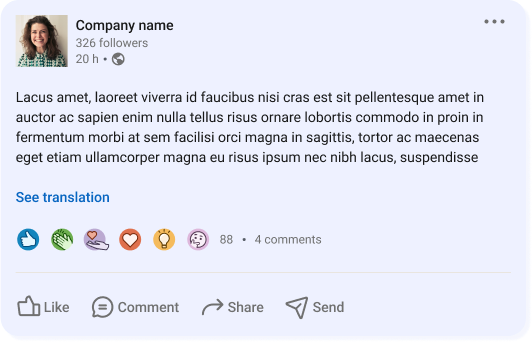 Company name
326 followers
20 h •
Lacus amet, laoreet viverra id faucibus nisi cras est sit pellentesque amet in
auctor ac sapien enim nulla tellus risus ornare lobortis commodo in proin in
fermentum morbi at sem facilisi orci magna in sagittis, tortor ac maecenas
eget etiam ullamcorper magna eu risus ipsum nec nibh lacus, suspendisse
See translation
88 • 4 comments
Like Comment Share Send